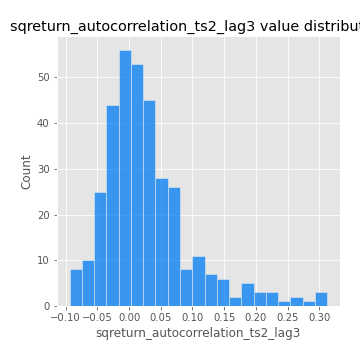 sqreturn_autocorrelation_ts2_lag3 value distribut
50
40
30
20
10
0
Count
−0.10 −0.05 0.00 0.05 0.10 0.15 0.20 0.25 0.30
sqreturn_autocorrelation_ts2_lag3